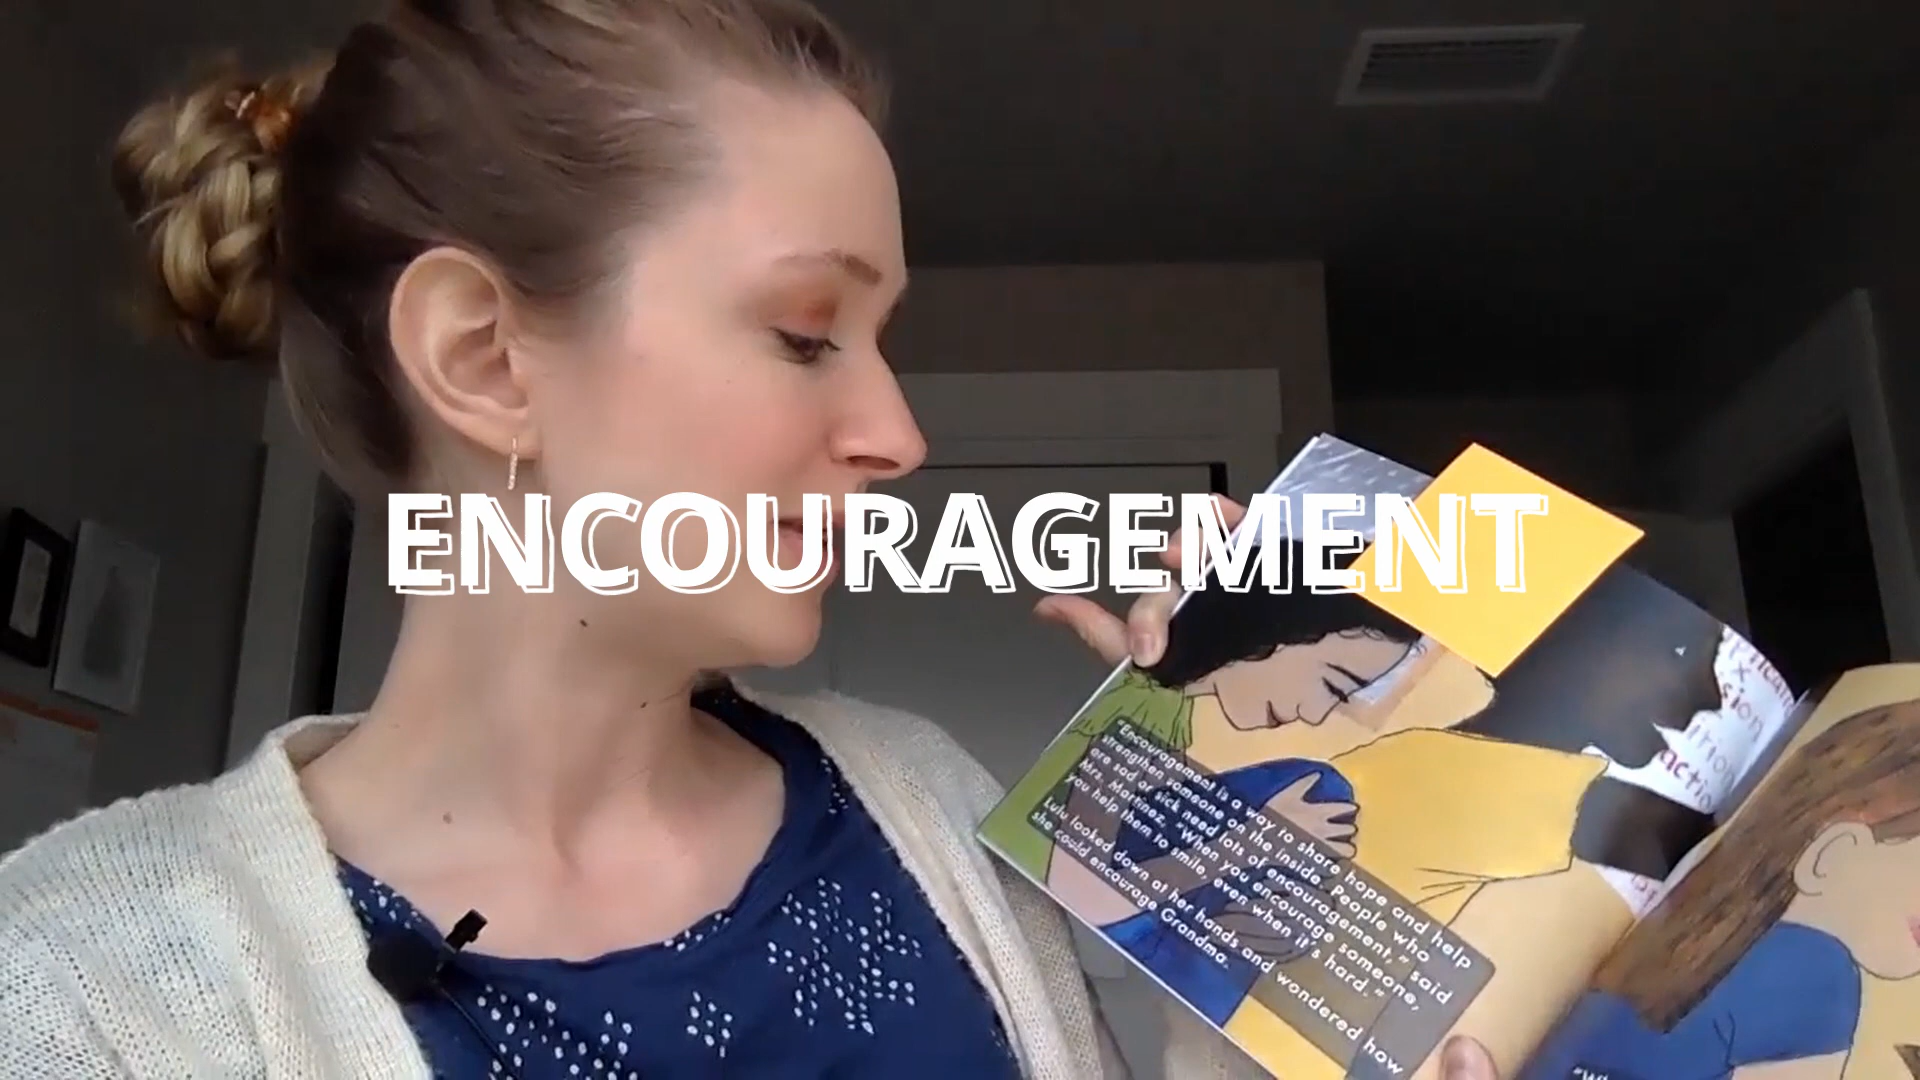 ENCOURAGEMENT
"Encouragement is a way to share hope and help
strengthen someone on the inside. People who
are sad or sick need lots of encouragement," said
Mrs. Martinez. "When you encourage someone,
you help them to smile, even when it's hard."
Lulu looked down at her hands and wondered how
she could encourage Grandma.